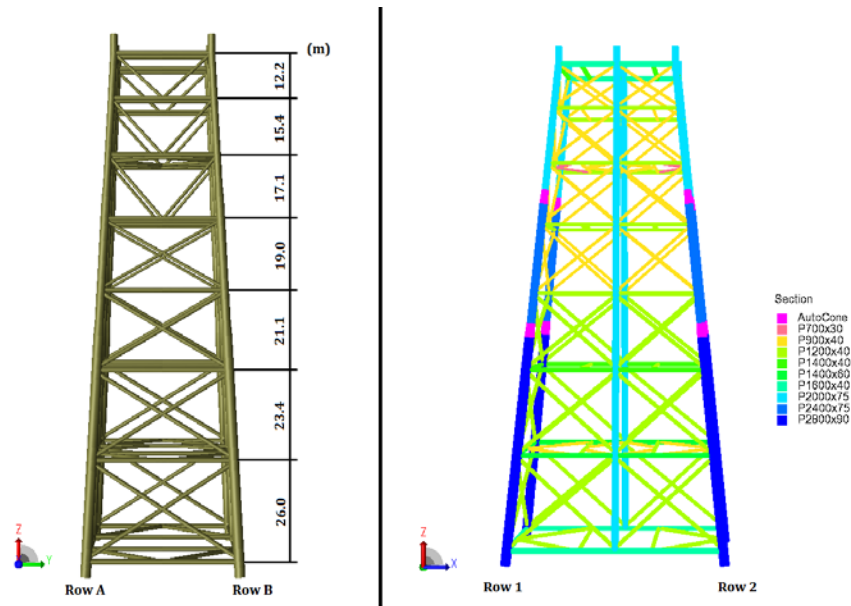 (m)
12.2
15.4
17.1
19.0
21.1
23.4
26.0
Z
Y
Row A
Row B
Section
AutoCone
P700x30
P900x40
P1200x40
P1400x40
P1400x60
P1600x40
P2000x75
P2400x75
P2800x90
Z
X
Row 1
Row 2